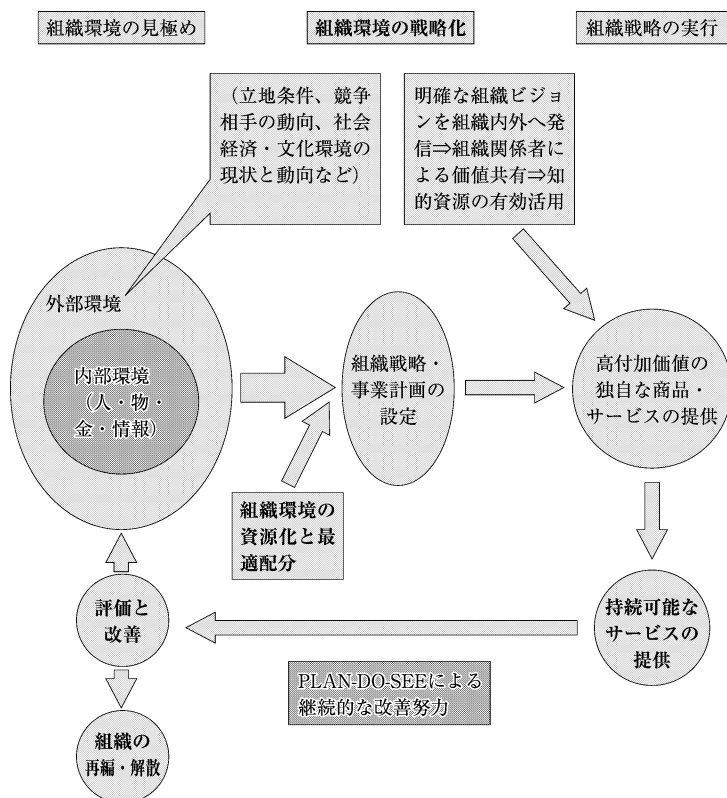 組織環境の見極め
組織環境の戦略化
組織戦略の実行
(立地条件、競争
相手の動向、社会
経済・文化環境の
現状と動向など)
明確な組織ビジョ
ンを組織内外へ発
信⇒組織関係者に
よる価値共有⇒知
的資源の有効活用
外部環境
内部環境
(人・物・
金・情報)
組織戦略・
事業計画の
設定
高付加価値の
独自な商品・
サービスの提供
組織環境の
資源化と最
適配分
評価と
改善
持続可能な
サービスの
提供
PLAN-DO-SEEによる
継続的な改善努力
組織の
再編・解散